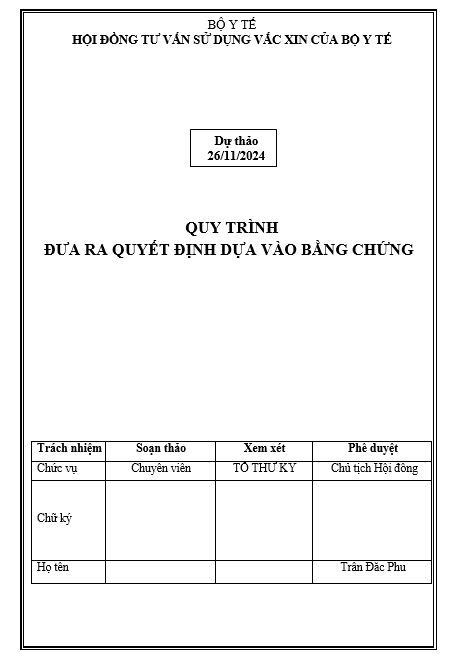 BỘ Y TẾ
HỘI ĐỒNG TƯ VẤN SỬ DỤNG VẮC XIN CỦA BỘ Y TẾ
Dự thảo
26/11/2024
QUY TRÌNH
ĐƯA RA QUYẾT ĐỊNH DỰA VÀO BẰNG CHỨNG
Trách nhiệm Soạn thảo Xem xét Phê duyệt
Chức vụ Chuyên viên TỔ THƯ KÝ Chủ tịch Hội đồng
Chữ ký
Họ tên Trần Đắc Phu